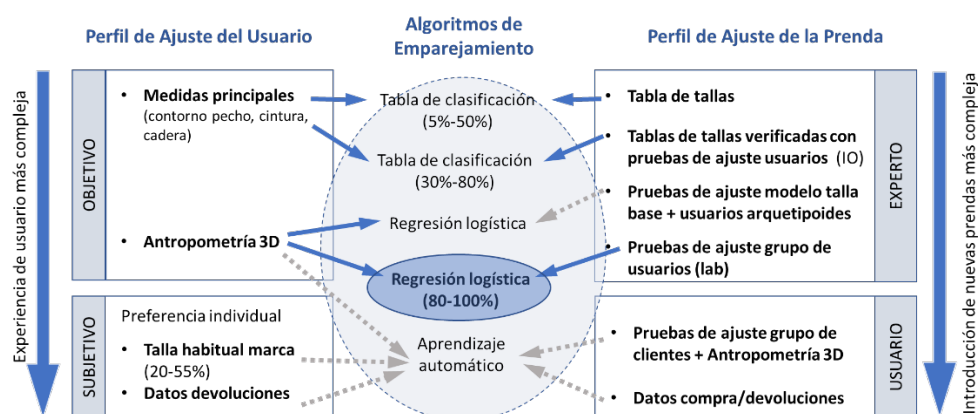 Perfil de Ajuste del Usuario
Algoritmos de
Emparejamiento
Perfil de Ajuste de la Prenda
Experiencia de usuario más compleja
OBJETIVO
• Medidas principales
(contorno pecho, cintura,
cadera)
• Antropometría 3D
SUBJETIVO
Preferencia individual
• Talla habitual marca
(20-55%)
• Datos devoluciones
Tabla de clasificación
(5%-50%)
Tabla de clasificación
(30%-80%)
Regresión logística
Regresión logística
(80-100%)
Aprendizaje
automático
• Tabla de tallas
• Tablas de tallas verificadas con
pruebas de ajuste usuarios (IO)
• Pruebas de ajuste modelo talla
base + usuarios arquetipoides
• Pruebas de ajuste grupo de
usuarios (lab)
EXPERTO
• Pruebas de ajuste grupo de
clientes + Antropometría 3D
• Datos compra/devoluciones
USUARIO
Introducción de nuevas prendas más compleja